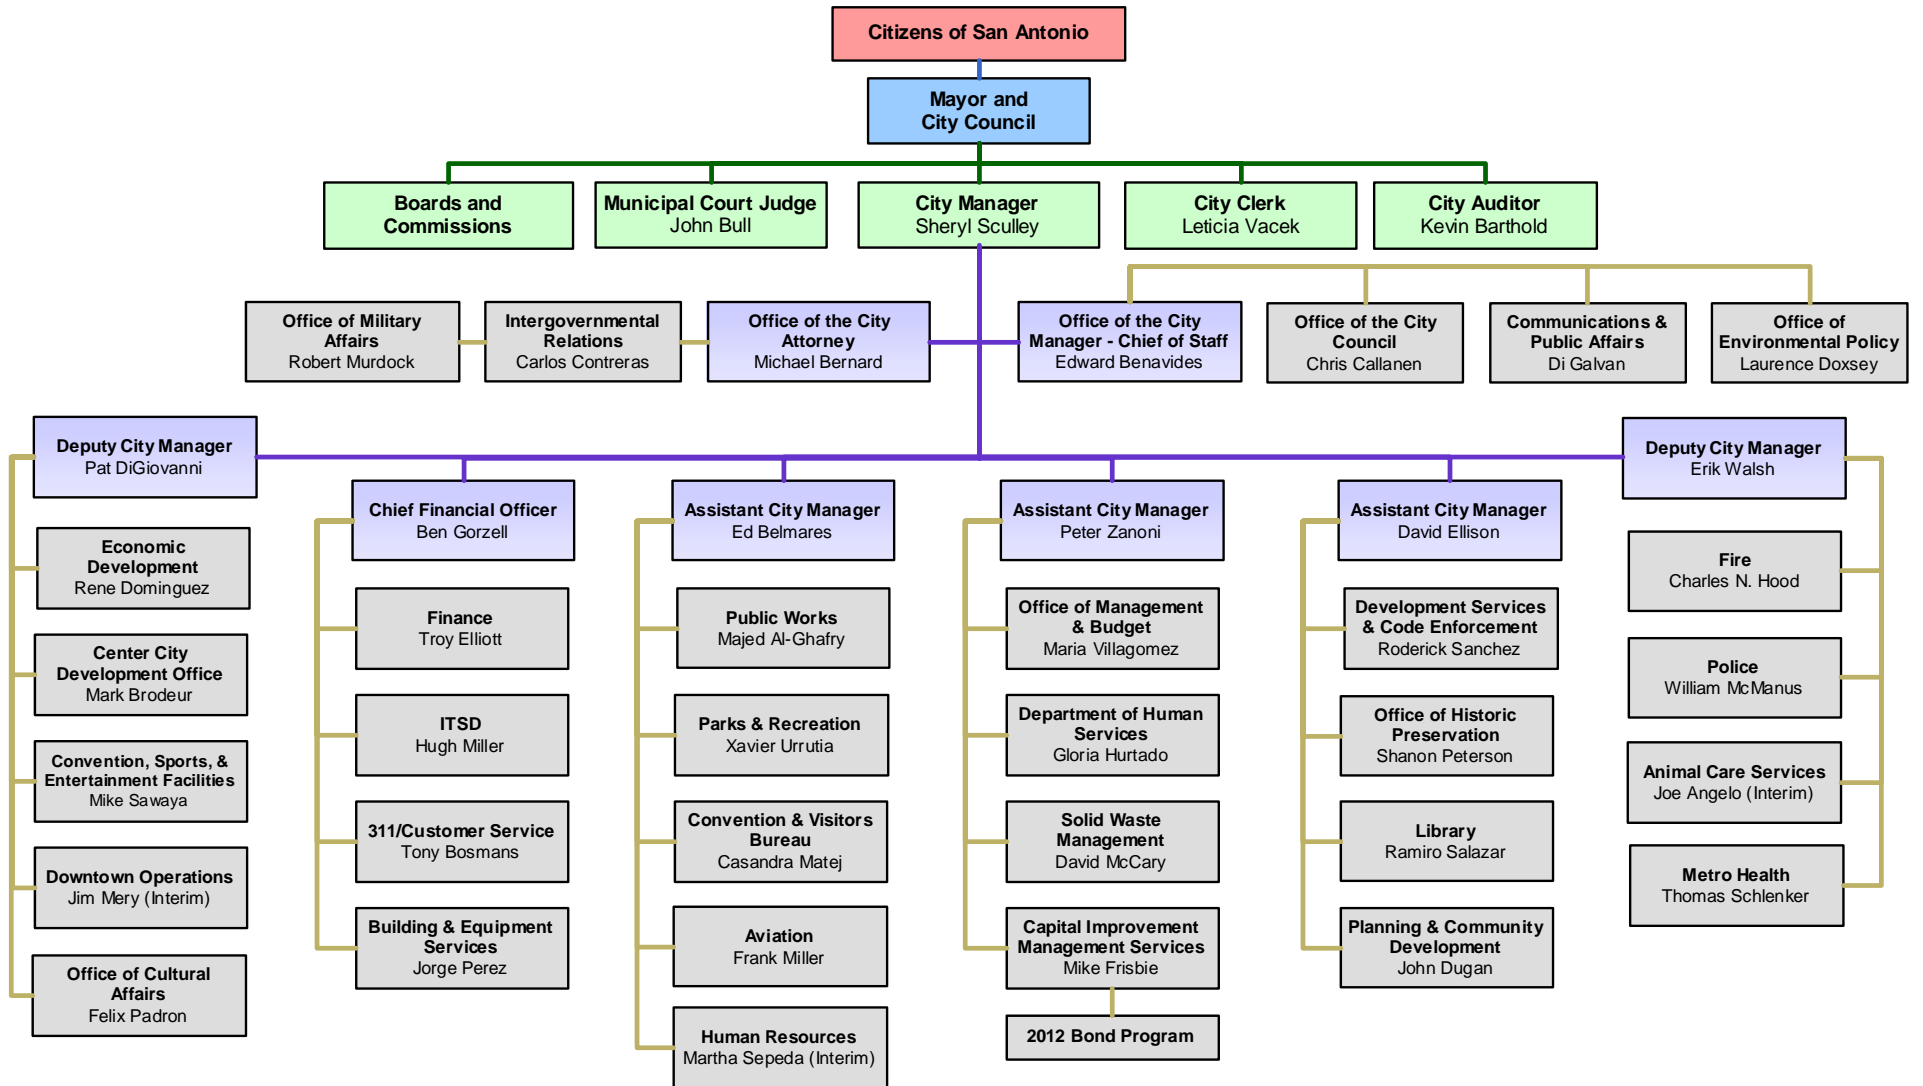 Citizens of San Antonio
Mayor and
City Council
Boards and
Commissions
Municipal Court Judge
John Bull
City Manager
Sheryl Sculley
City Clerk
Leticia Vacek
City Auditor
Kevin Barthold
Office of Military
Affairs
Robert Murdock
Intergovernmental
Relations
Carlos Contreras
Office of the City
Attorney
Michael Bernard
Office of the City
Manager - Chief of Staff
Edward Benavides
Office of the City
Council
Chris Callanen
Communications &
Public Affairs
Di Galvan
Office of
Environmental Policy
Laurence Doxsey
Deputy City Manager
Pat DiGiovanni
Economic
Development
Rene Dominguez
Center City
Development Office
Mark Brodeur
Convention, Sports, &
Entertainment Facilities
Mike Sawaya
Downtown Operations
Jim Mery (Interim)
Office of Cultural
Affairs
Felix Padron
Chief Financial Officer
Ben Gorzell
Finance
Troy Elliott
ITSD
Hugh Miller
311/Customer Service
Tony Bosmans
Building & Equipment
Services
Jorge Perez
Assistant City Manager
Ed Belmares
Public Works
Majed Al-Ghafry
Parks & Recreation
Xavier Urrutia
Convention & Visitors
Bureau
Casandra Matej
Aviation
Frank Miller
Human Resources
Martha Sepeda (Interim)
Assistant City Manager
Peter Zanoni
Office of Management
& Budget
Maria Villagomez
Department of Human
Services
Gloria Hurtado
Solid Waste
Management
David McCary
Capital Improvement
Management Services
Mike Frisbie
2012 Bond Program
Assistant City Manager
David Ellison
Development Services
& Code Enforcement
Roderick Sanchez
Office of Historic
Preservation
Shanon Peterson
Library
Ramiro Salazar
Planning & Community
Development
John Dugan
Deputy City Manager
Erik Walsh
Fire
Charles N. Hood
Police
William McManus
Animal Care Services
Joe Angelo (Interim)
Metro Health
Thomas Schlenker